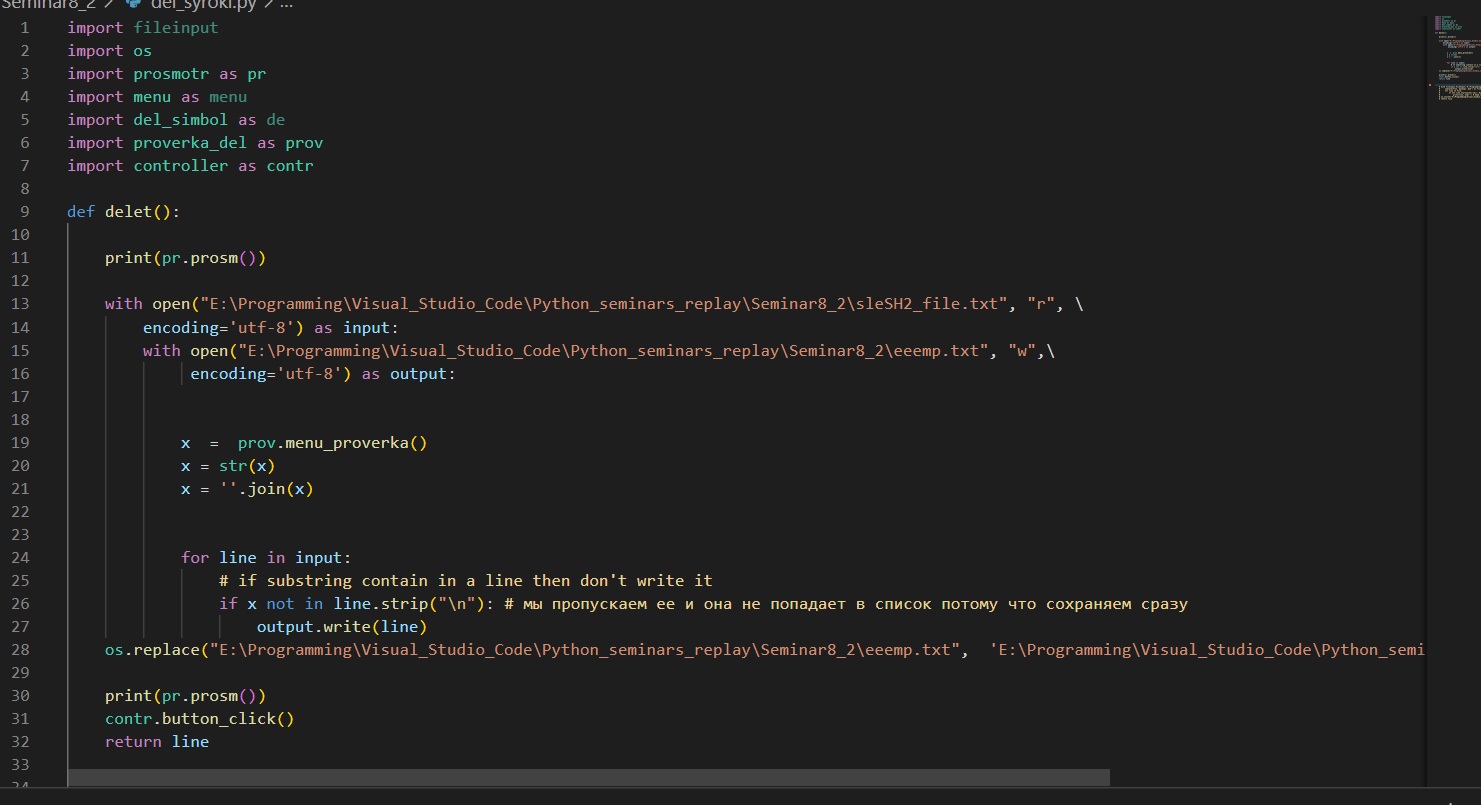 Seminar8_2 > del_syroki.py > ...
1 import fileinput
2 import os
3 import prosmotr as pr
4 import menu as menu
5 import del_simbol as de
6 import proverka_del as prov
7 import controller as contr
8
9 def delet():
10
11 print(pr.prosm())
12
13 with open("E:\Programming\Visual_Studio_Code\Python_seminars_replay\Seminar8_2\sleSH2_file.txt", "r", \
14 encoding='utf-8') as input:
15 with open("E:\Programming\Visual_Studio_Code\Python_seminars_replay\Seminar8_2\eeemp.txt", "w",\
16 encoding='utf-8') as output:
17
18
19 x  =  prov.menu_proverka()
20 x = str(x)
21 x = ''.join(x)
22
23
24 for line in input:
25 # if substring contain in a line then don't write it
26 if x not in line.strip("\n"): # мы пропускаем ее и она не попадает в список потому что сохраняем сразу
27 output.write(line)
28 os.replace("E:\Programming\Visual_Studio_Code\Python_seminars_replay\Seminar8_2\eeemp.txt",  'E:\Programming\Visual_Studio_Code\Python_semi
29
30 print(pr.prosm())
31 contr.button_click()
32 return line
33
34